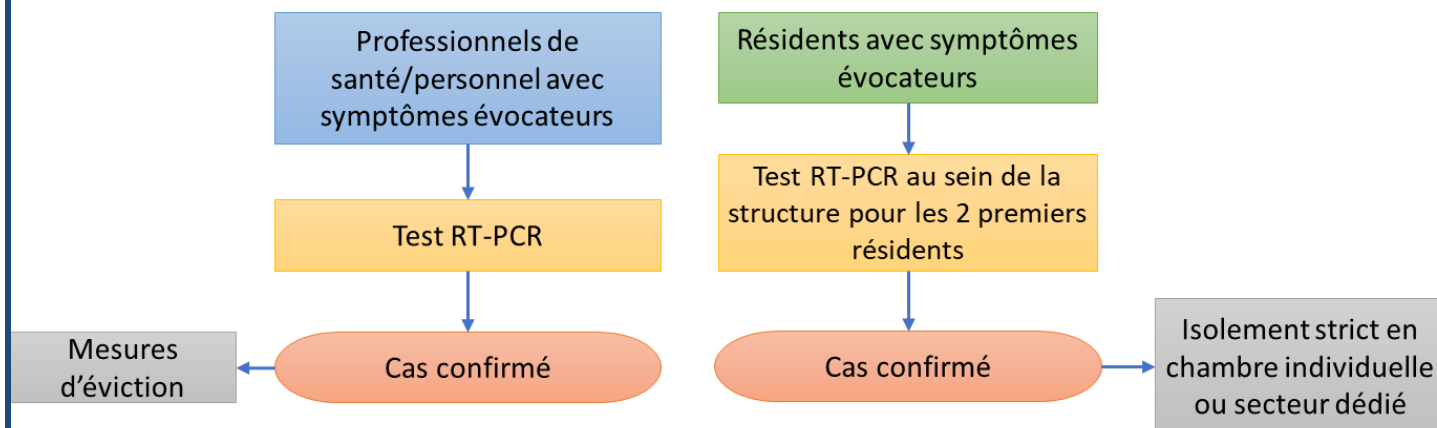 Professionnels de
santé/personnel avec
symptômes évocateurs
Test RT-PCR
Cas confirmé
Mesures
d'éviction
Résidents avec symptômes
évocateurs
Test RT-PCR au sein de la
structure pour les 2 premiers
résidents
Cas confirmé
Isolement strict en
chambre individuelle
ou secteur dédié